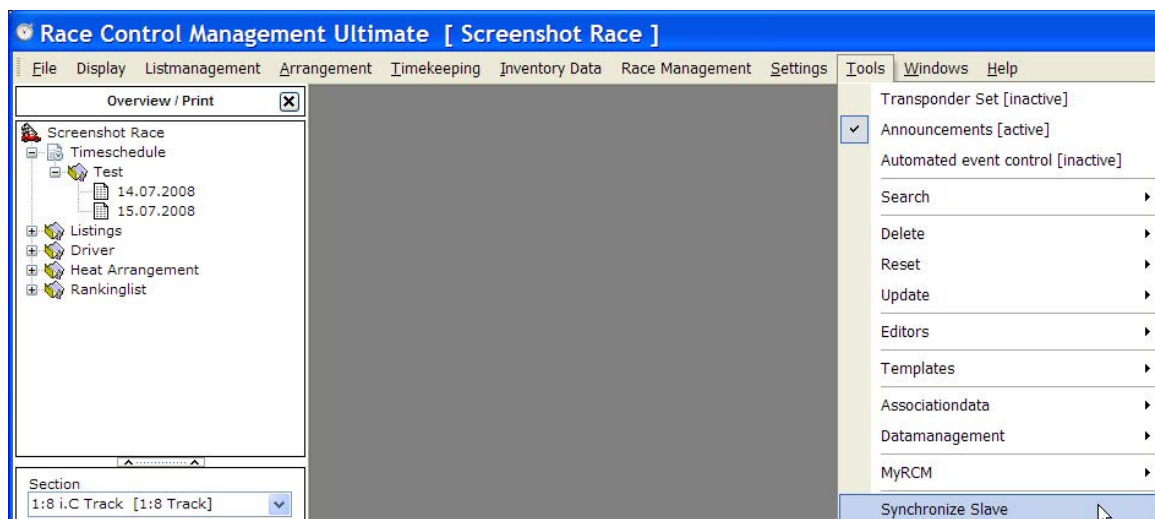 Race Control Management Ultimate [ Screenshot Race ]
File Display Listmanagement Arrangement Timekeeping Inventory Data Race Management Settings Tools Windows Help
Overview / Print
Screenshot Race
Timeschedule
Test
14.07.2008
15.07.2008
Listings
Driver
Heat Arrangement
Rankinglist
Section
1:8 i.C Track [1:8 Track]
Transponder Set [inactive]
Announcements [active]
Automated event control [inactive]
Search
Delete
Reset
Update
Editors
Templates
Associationdata
Datamanagement
MyRCM
Synchronize Slave